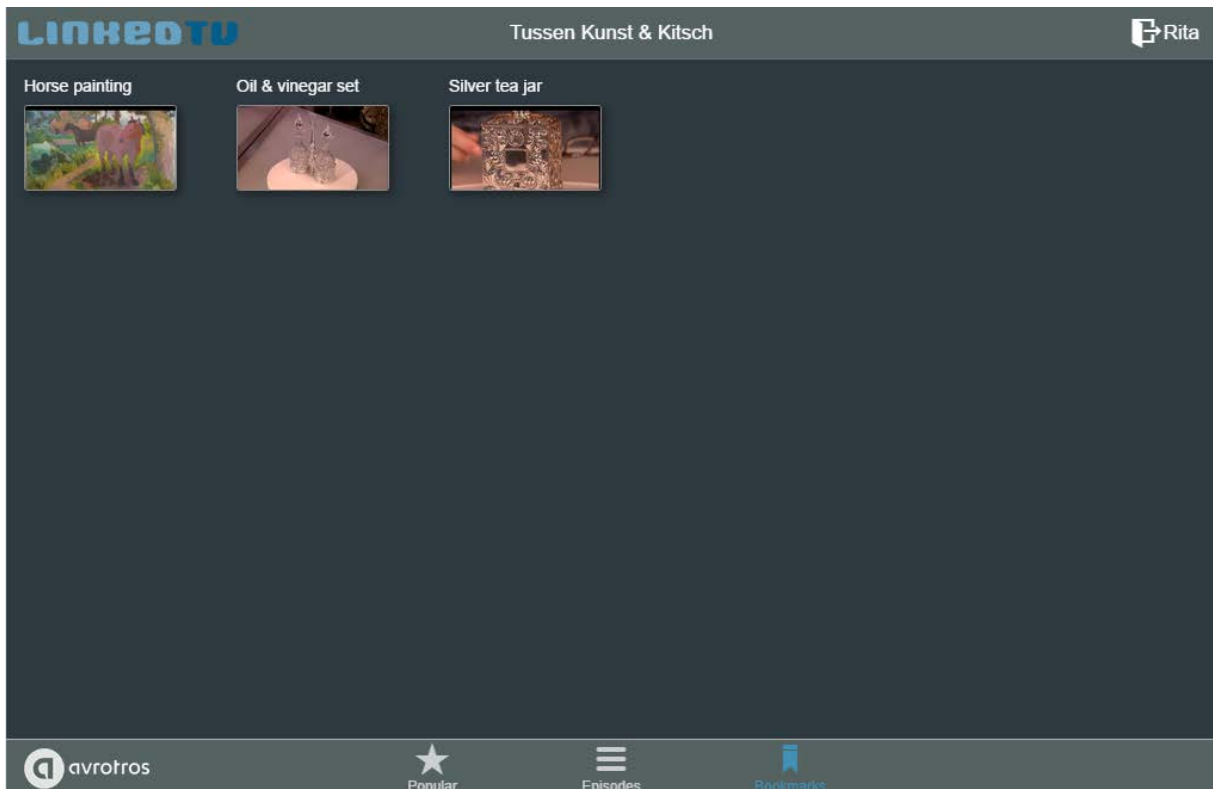 LINKEDTV
Tussen Kunst & Kitsch
Rita
Horse painting
Oil & vinegar set
Silver tea jar
avrotros
Popular
Episodes
Bookmarks